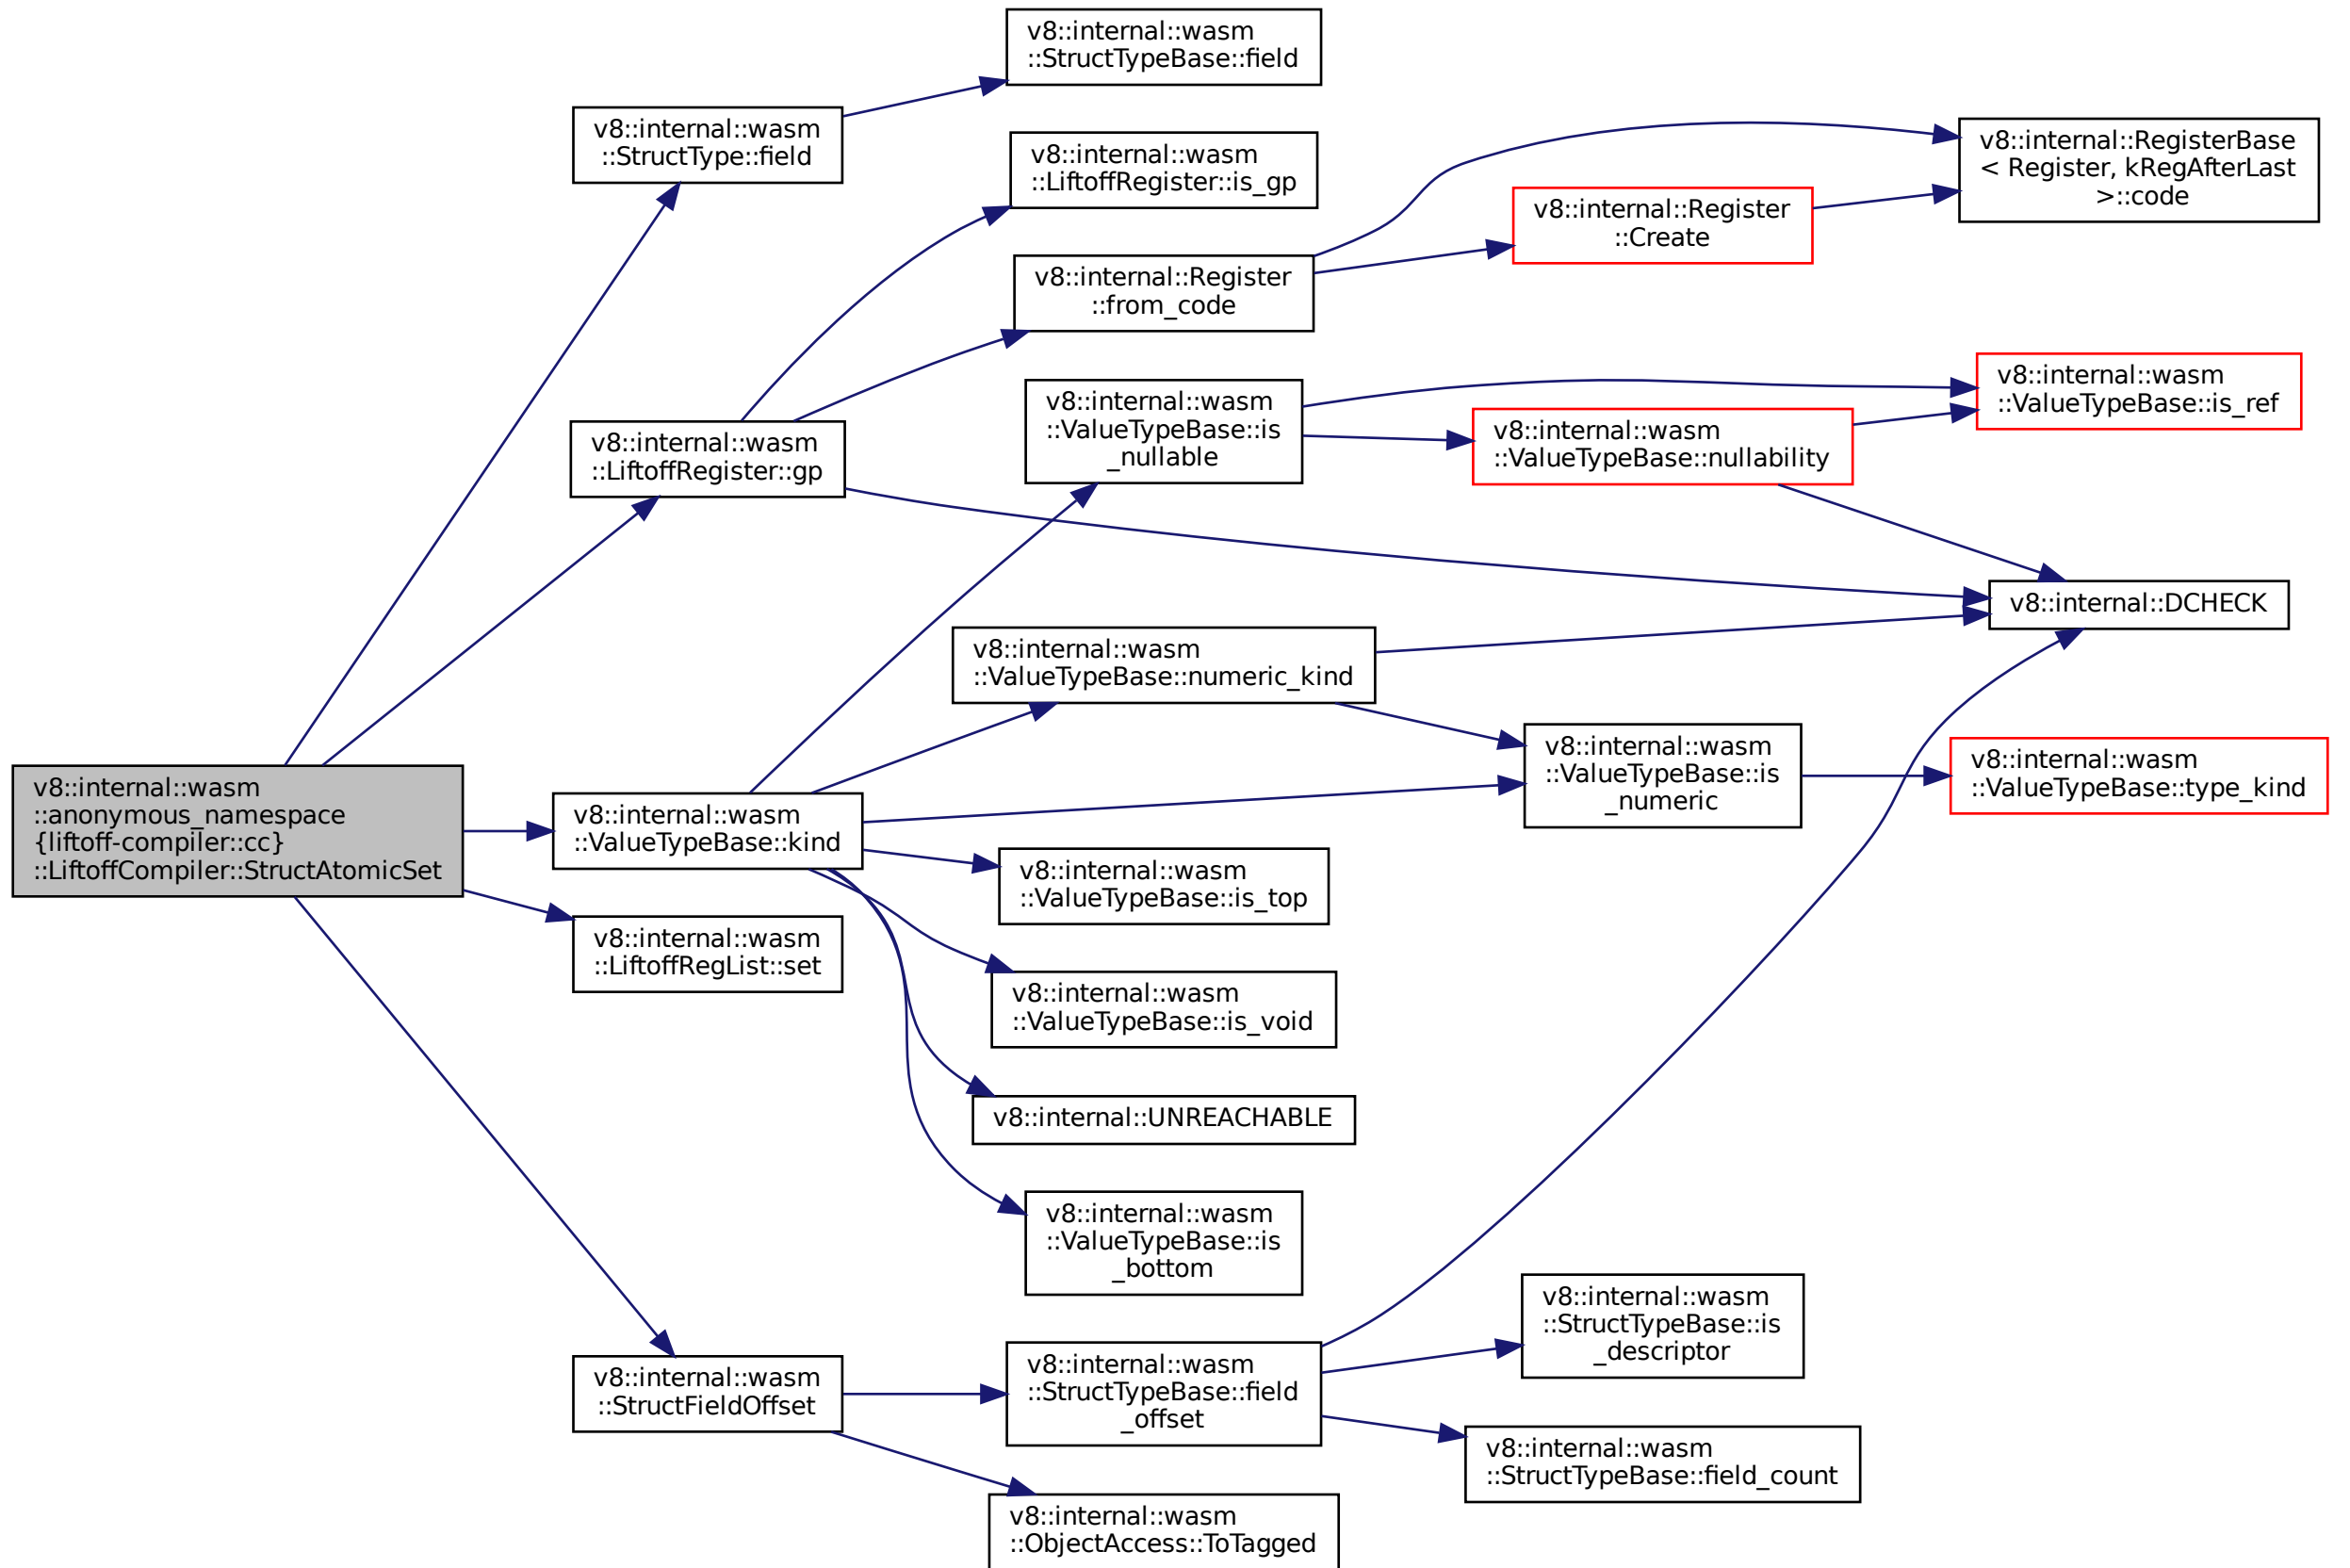 v8::internal::wasm
::StructTypeBase::field
v8::internal::wasm
::StructType::field
v8::internal::RegisterBase
< Register, kRegAfterLast
>::code
v8::internal::wasm
::LiftoffRegister::is_gp
v8::internal::Register
::Create
v8::internal::Register
::from_code
v8::internal::wasm
::ValueTypeBase::is_ref
v8::internal::wasm
::ValueTypeBase::is
_nullable
v8::internal::wasm
::ValueTypeBase::nullability
v8::internal::wasm
::LiftoffRegister::gp
v8::internal::DCHECK
v8::internal::wasm
::ValueTypeBase::numeric_kind
v8::internal::wasm
::ValueTypeBase::is
_numeric
v8::internal::wasm
::ValueTypeBase::type_kind
v8::internal::wasm
::anonymous_namespace
{liftoff-compiler::cc}
::LiftoffCompiler::StructAtomicSet
v8::internal::wasm
::ValueTypeBase::kind
v8::internal::wasm
::ValueTypeBase::is_top
v8::internal::wasm
::LiftoffRegList::set
v8::internal::wasm
::ValueTypeBase::is_void
v8::internal::UNREACHABLE
v8::internal::wasm
::ValueTypeBase::is
_bottom
v8::internal::wasm
::StructTypeBase::is
_descriptor
v8::internal::wasm
::StructFieldOffset
v8::internal::wasm
::StructTypeBase::field
_offset
v8::internal::wasm
::StructTypeBase::field_count
v8::internal::wasm
::ObjectAccess::ToTagged